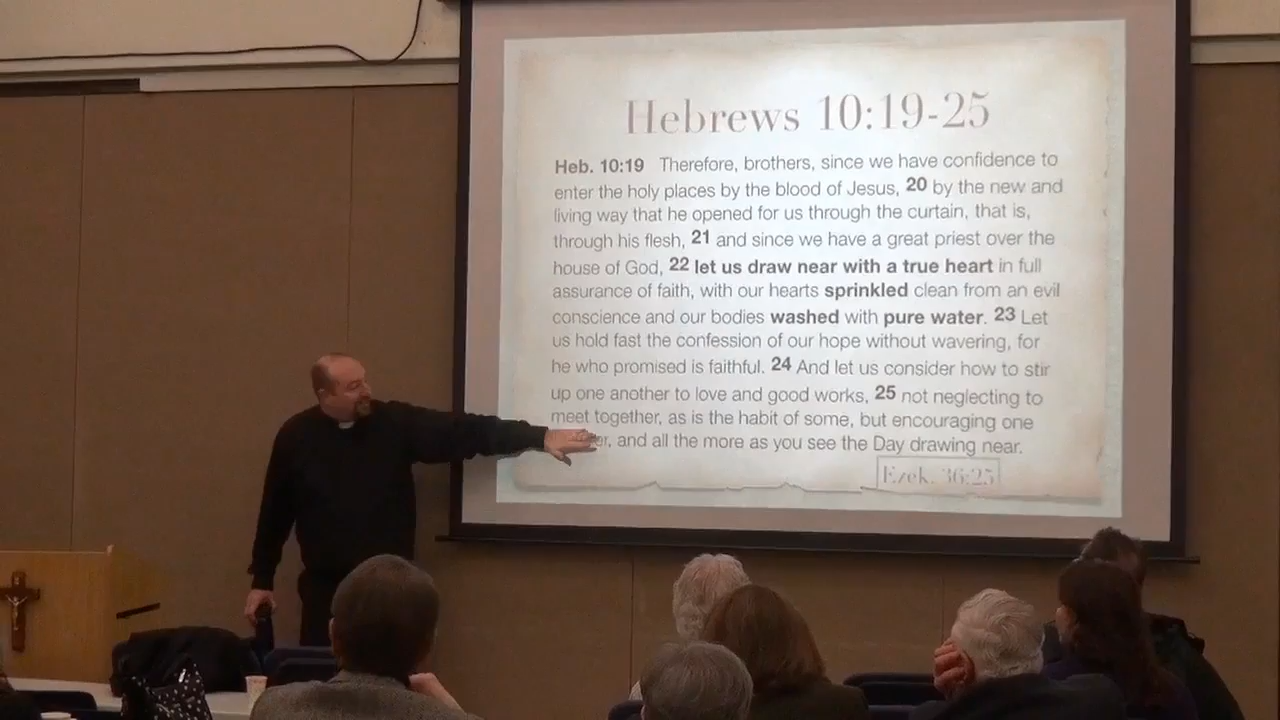 Hebrews 10:19-25
Heb. 10:19 Therefore, brothers, since we have confidence to
enter the holy places by the blood of Jesus, 20 by the new and
living way that he opened for us through the curtain, that is,
through his flesh, 21 and since we have a great priest over the
house of God, 22 let us draw near with a true heart in full
assurance of faith, with our hearts sprinkled clean from an evil
conscience and our bodies washed with pure water. 23 Let
us hold fast the confession of our hope without wavering, for
he who promised is faithful. 24 And let us consider how to stir
up one another to love and good works, 25 not neglecting to
meet together, as is the habit of some, but encouraging one
and all the more as you see the Day drawing near.
Ezek. 36:25